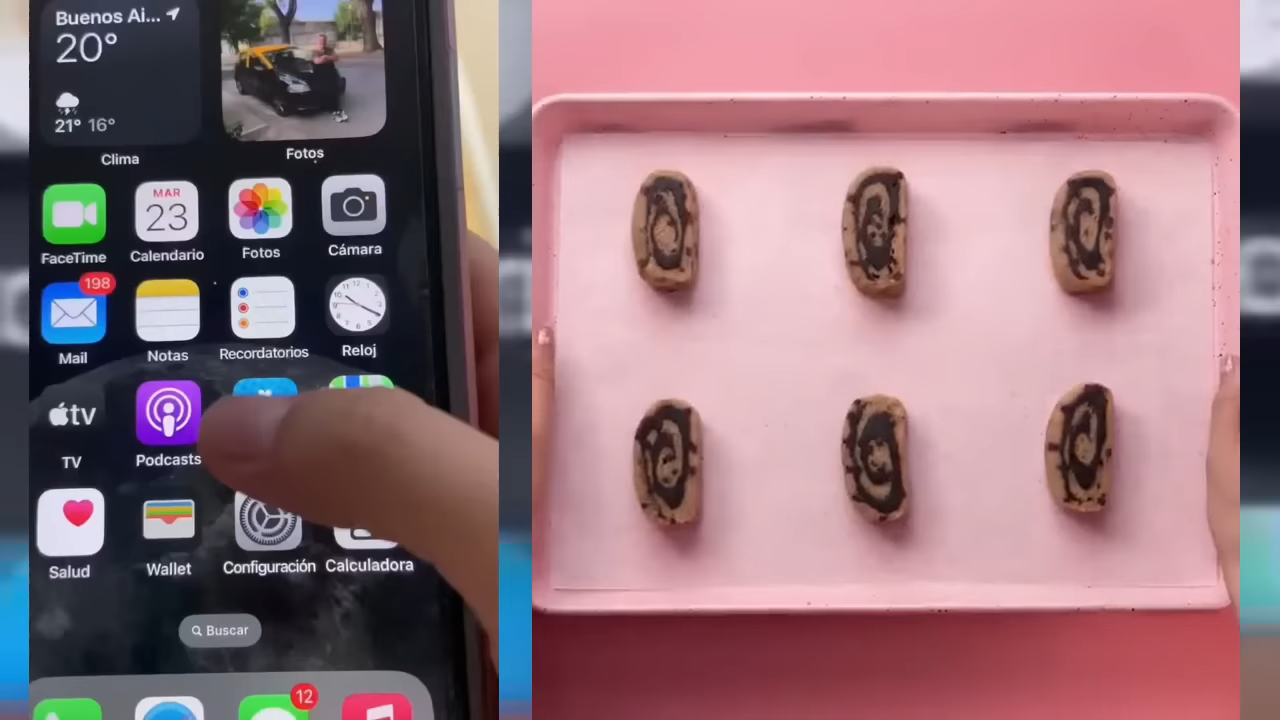 Buenos Ai...
20°
21° 16°
Clima
Fotos
FaceTime
MAR
23
Calendario
Fotos
Cámara
198
Mail
Notas
Recordatorios
Reloj
tv
TV
Podcasts
Salud
Wallet
Configuración
Calculadora
Buscar
12